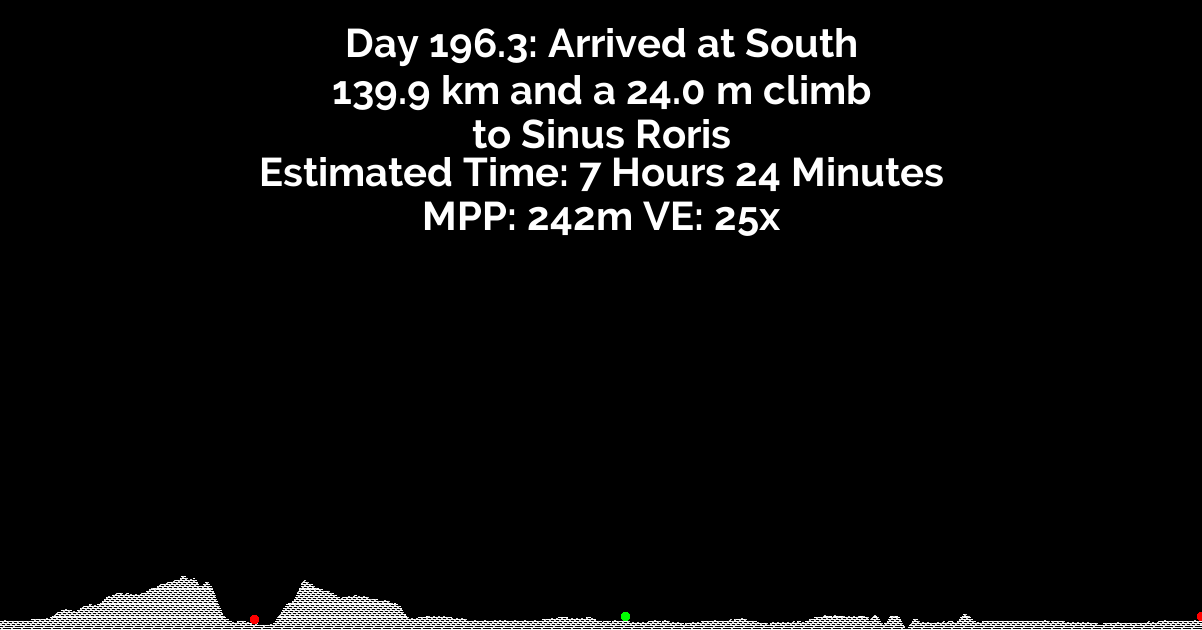 Day 196.3: Arrived at South
139.9 km and a 24.0 m climb
to Sinus Roris
Estimated Time: 7 Hours 24 Minutes
MPP: 242m VE: 25x